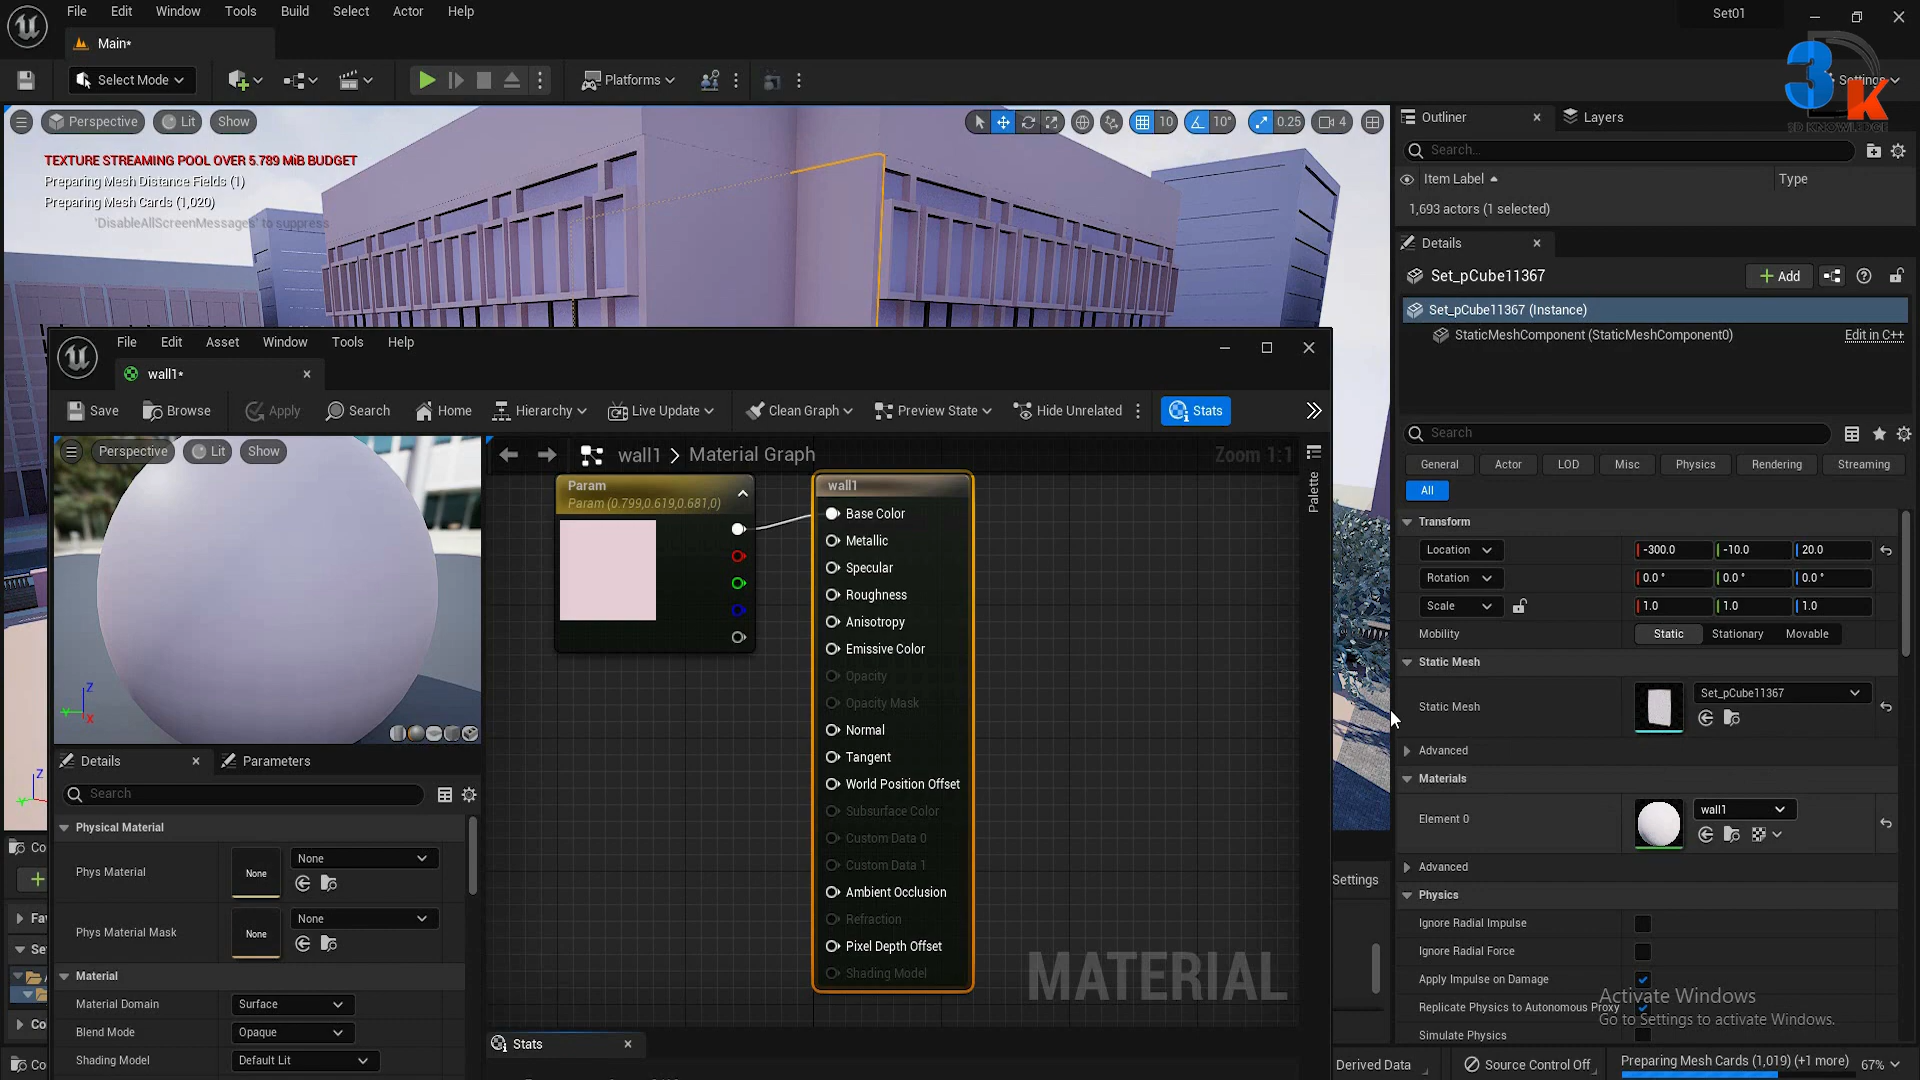 File Edit Window Tools Build Select Actor Help
Set01
Main*
Select Mode
Platforms
Settings
3DK
3D KNOWLEDGE
Perspective Lit Show
10 10° 0.25 4
TEXTURE STREAMING POOL OVER 5.789 MiB BUDGET
Preparing Mesh Distance Fields (1)
Preparing Mesh Cards (1,020)
'DisableAllScreenMessages' to suppress
Outliner
Layers
Search...
Item Label
Type
1,693 actors (1 selected)
Details
Set_pCube11367
Add
Set_pCube11367 (Instance)
StaticMeshComponent (StaticMeshComponent0)
Edit in C++
Search
General Actor LOD Misc Physics Rendering Streaming
All
Transform
Location -300.0 -10.0 20.0
Rotation 0.0° 0.0° 0.0°
Scale 1.0 1.0 1.0
Mobility Static Stationary Movable
Static Mesh
Static Mesh Set_pCube11367
Advanced
Materials
Element 0 wall1
Advanced
Physics
Ignore Radial Impulse
Ignore Radial Force
Apply Impulse on Damage
Replicate Physics to Autonomous Proxy
Simulate Physics
Activate Windows
Go to Settings to activate Windows.
Derived Data
Source Control Off
Preparing Mesh Cards (1,019) (+1 more) 67%
File Edit Asset Window Tools Help
wall1*
Save Browse Apply Search Home Hierarchy Live Update Clean Graph Preview State Hide Unrelated Stats
Perspective Lit Show
Z
Y
X
Details
Parameters
Search
Physical Material
Phys Material None None
Phys Material Mask None None
Material
Material Domain Surface
Blend Mode Opaque
Shading Model Default Lit
wall1 > Material Graph
Zoom 1:1
Palette
Param
Param (0.799,0.619,0.681,0)
wall1
Base Color
Metallic
Specular
Roughness
Anisotropy
Emissive Color
Opacity
Opacity Mask
Normal
Tangent
World Position Offset
Subsurface Color
Custom Data 0
Custom Data 1
Ambient Occlusion
Refraction
Pixel Depth Offset
Shading Model
MATERIAL
Stats
Settings
Z
Y
Co
Fav
Set
Co
Co